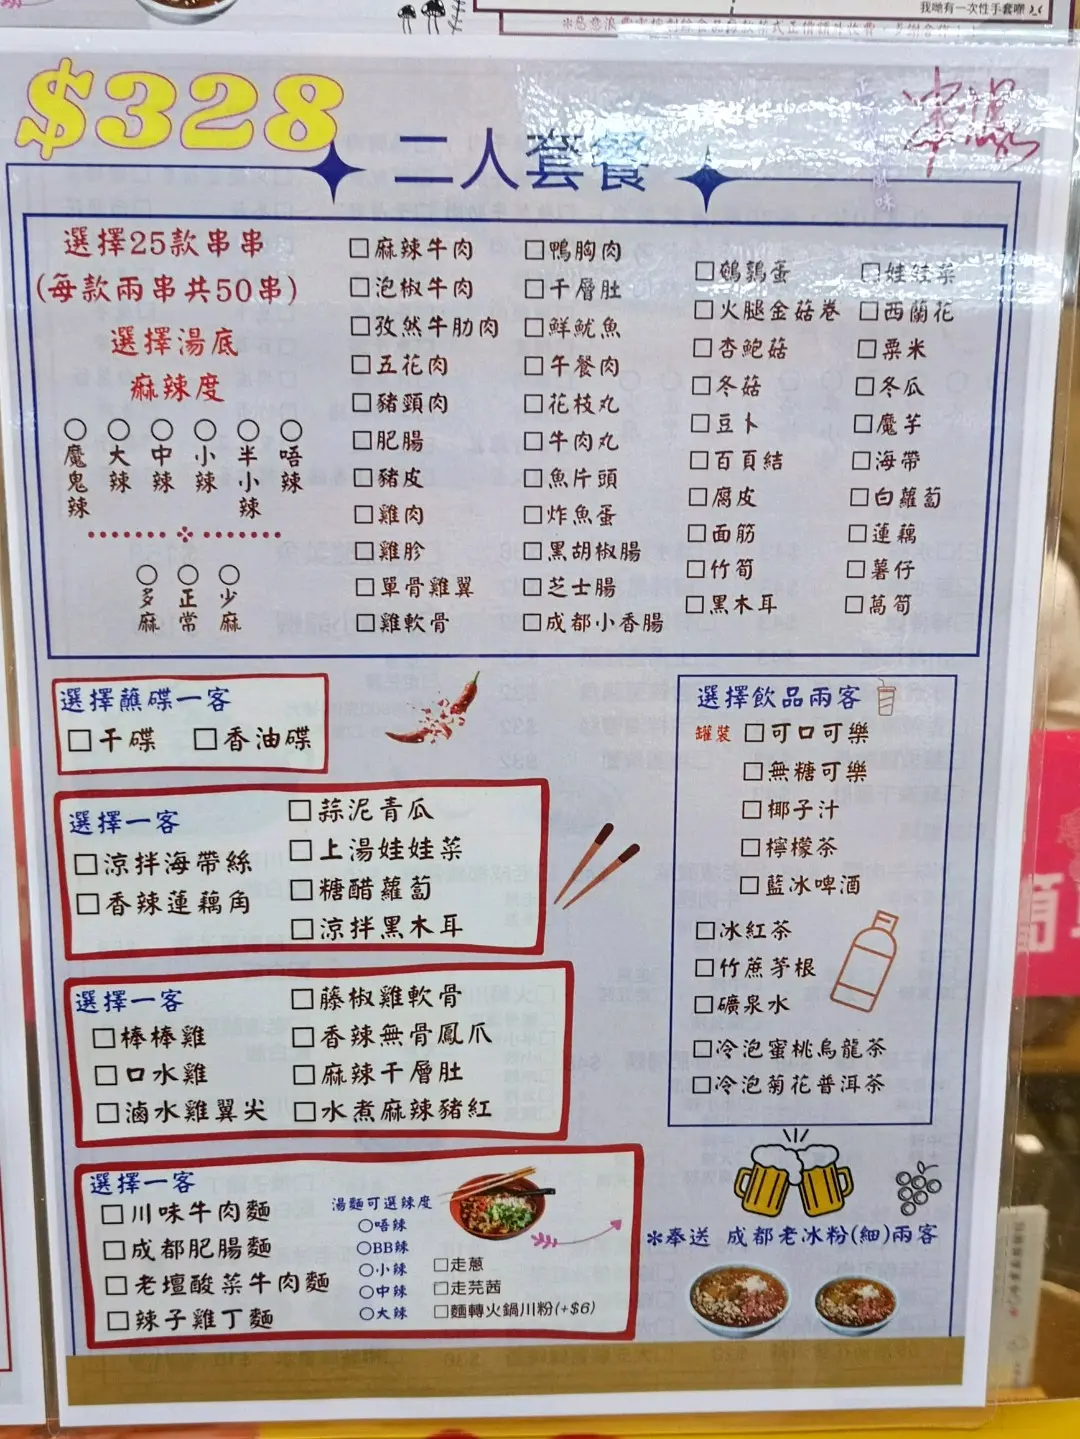 我哋有一次性手套㗎
$328
二人套餐
選擇25款串串
(每款兩串共50串)
選擇湯底
麻辣度
○魔鬼辣
○大辣
○中辣
○小辣
○半小辣
○唔辣
○多麻
○正常
○少麻
□麻辣牛肉
□泡椒牛肉
□孜然牛肋肉
□五花肉
□豬頸肉
□肥腸
□豬皮
□雞肉
□雞胗
□單骨雞翼
□雞軟骨
□鴨胸肉
□千層肚
□鮮魷魚
□午餐肉
□花枝丸
□牛肉丸
□魚片頭
□炸魚蛋
□黑胡椒腸
□芝士腸
□成都小香腸
□鵪鶉蛋
□火腿金菇卷
□杏鮑菇
□冬菇
□豆卜
□百頁結
□腐皮
□面筋
□竹筍
□黑木耳
□娃娃菜
□西蘭花
□粟米
□冬瓜
□魔芋
□海帶
□白蘿蔔
□蓮藕
□薯仔
□萵筍
選擇蘸碟一客
□干碟 □香油碟
選擇一客
□涼拌海帶絲
□香辣蓮藕角
□蒜泥青瓜
□上湯娃娃菜
□糖醋蘿蔔
□涼拌黑木耳
選擇一客
□棒棒雞
□口水雞
□滷水雞翼尖
□藤椒雞軟骨
□香辣無骨鳳爪
□麻辣千層肚
□水煮麻辣豬紅
選擇一客
□川味牛肉麵
□成都肥腸麵
□老壇酸菜牛肉麵
□辣子雞丁麵
湯麵可選辣度
○唔辣
○BB辣
○小辣
○中辣
○大辣
□走蔥
□走芫茜
□麵轉火鍋川粉(+$6)
選擇飲品兩客
罐裝 □可口可樂
□無糖可樂
□椰子汁
□檸檬茶
□藍冰啤酒
□冰紅茶
□竹蔗茅根
□礦泉水
□冷泡蜜桃烏龍茶
□冷泡菊花普洱茶
*奉送 成都老冰粉(細)兩客